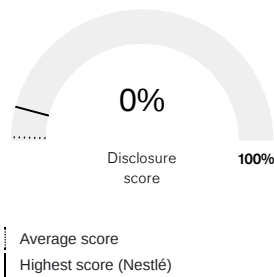 0%
Disclosure
score
100%
Average score
Highest score (Nestlé)